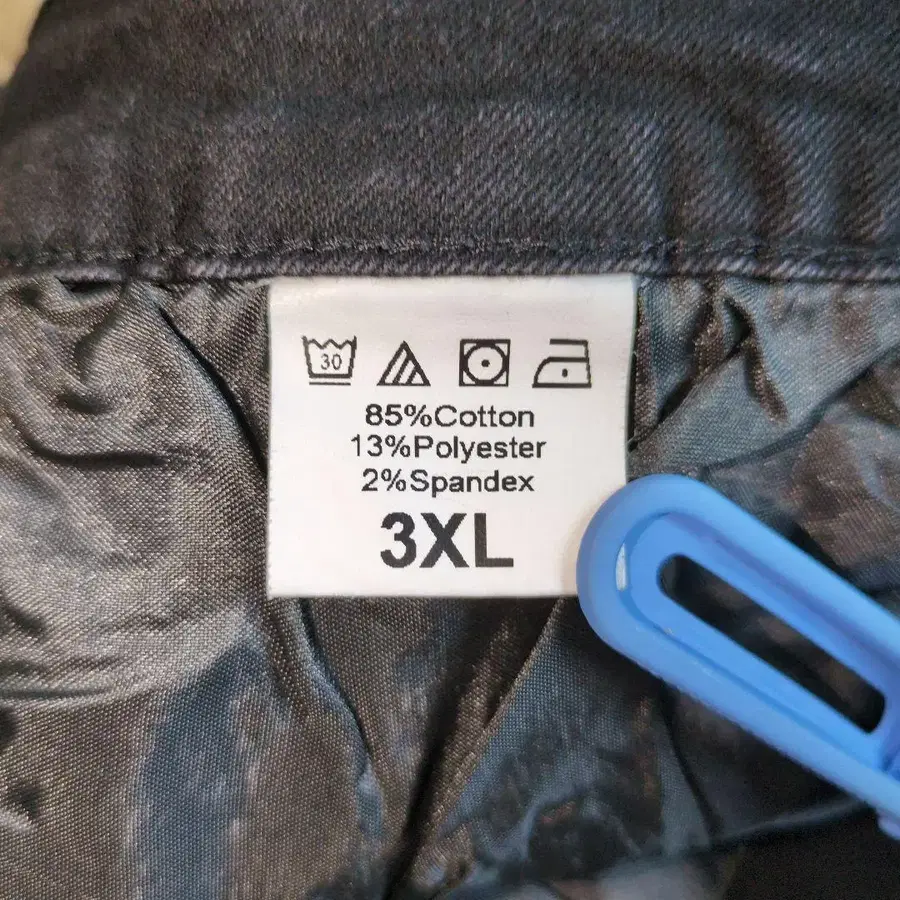 30
85%Cotton
13%Polyester
2%Spandex
3XL